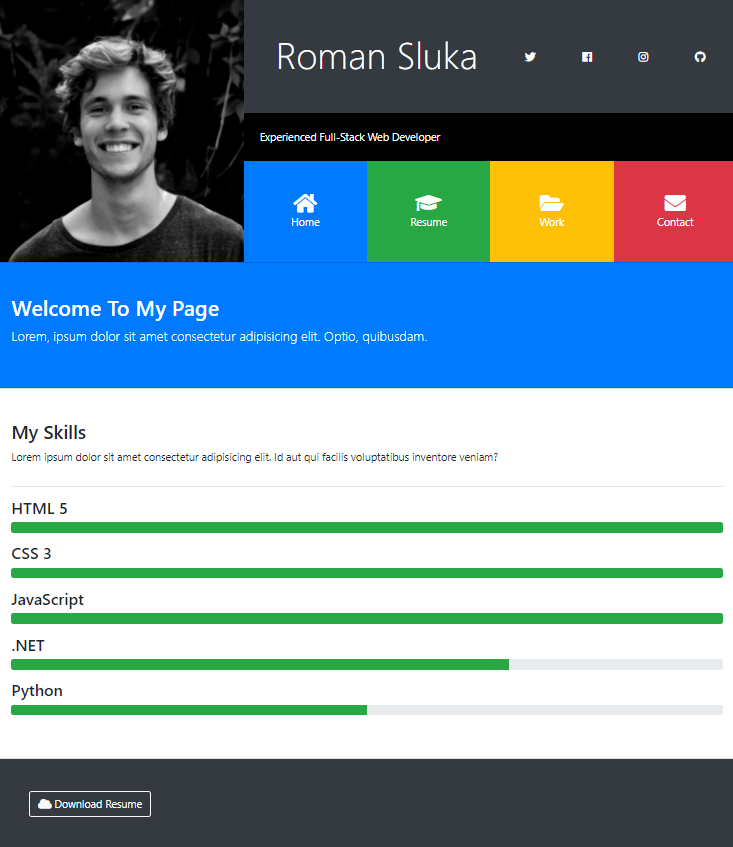 Roman Sluka
Experienced Full-Stack Web Developer
Home
Resume
Work
Contact
Welcome To My Page
Lorem, ipsum dolor sit amet consectetur adipisicing elit. Optio, quibusdam.
My Skills
Lorem ipsum dolor sit amet consectetur adipisicing elit. Id aut qui facilis voluptatibus inventore veniam?
HTML 5
CSS 3
JavaScript
.NET
Python
Download Resume